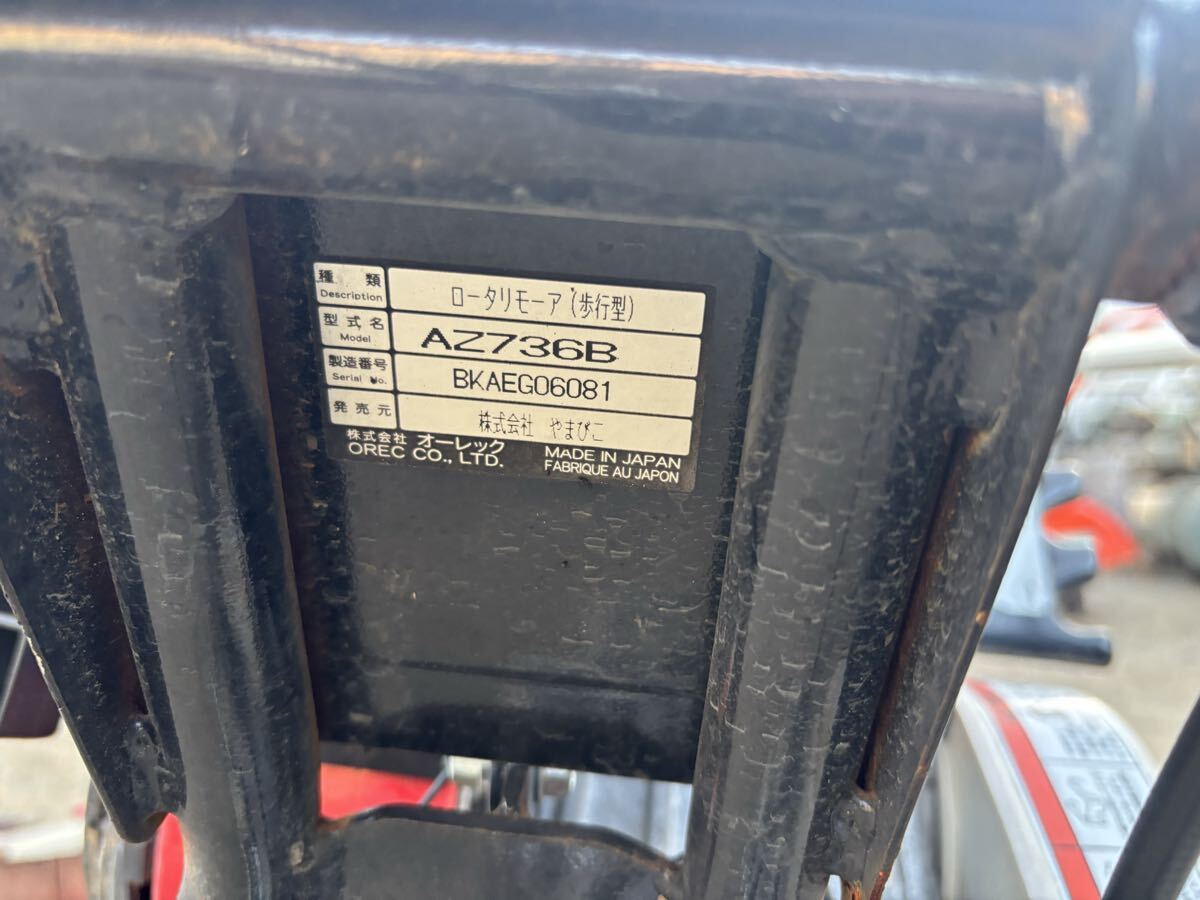 種類 ロータリモーア(歩行型)
Description
型式名 AZ736B
Model
製造番号 BKAEG06081
Serial No.
発売元 株式会社 やまびこ
株式会社 オーレック MADE IN JAPAN
OREC CO., LTD. FABRIQUE AU JAPON